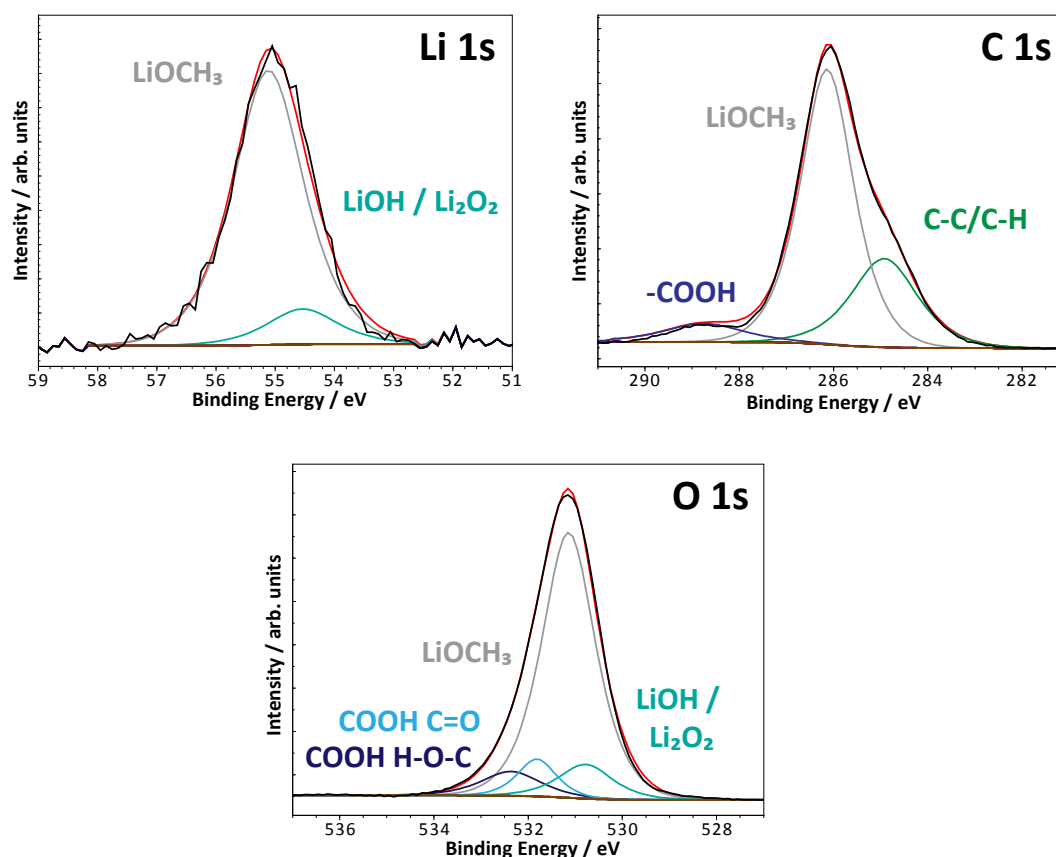 Li 1s
LiOCH₃
LiOH / Li₂O₂
Intensity / arb. units
59 58 57 56 55 54 53 52 51
Binding Energy / eV
C 1s
LiOCH₃
C-C/C-H
-COOH
Intensity / arb. units
290 288 286 284 282
Binding Energy / eV
O 1s
LiOCH₃
LiOH /
Li₂O₂
COOH C=O
COOH H-O-C
Intensity / arb. units
536 534 532 530 528
Binding Energy / eV